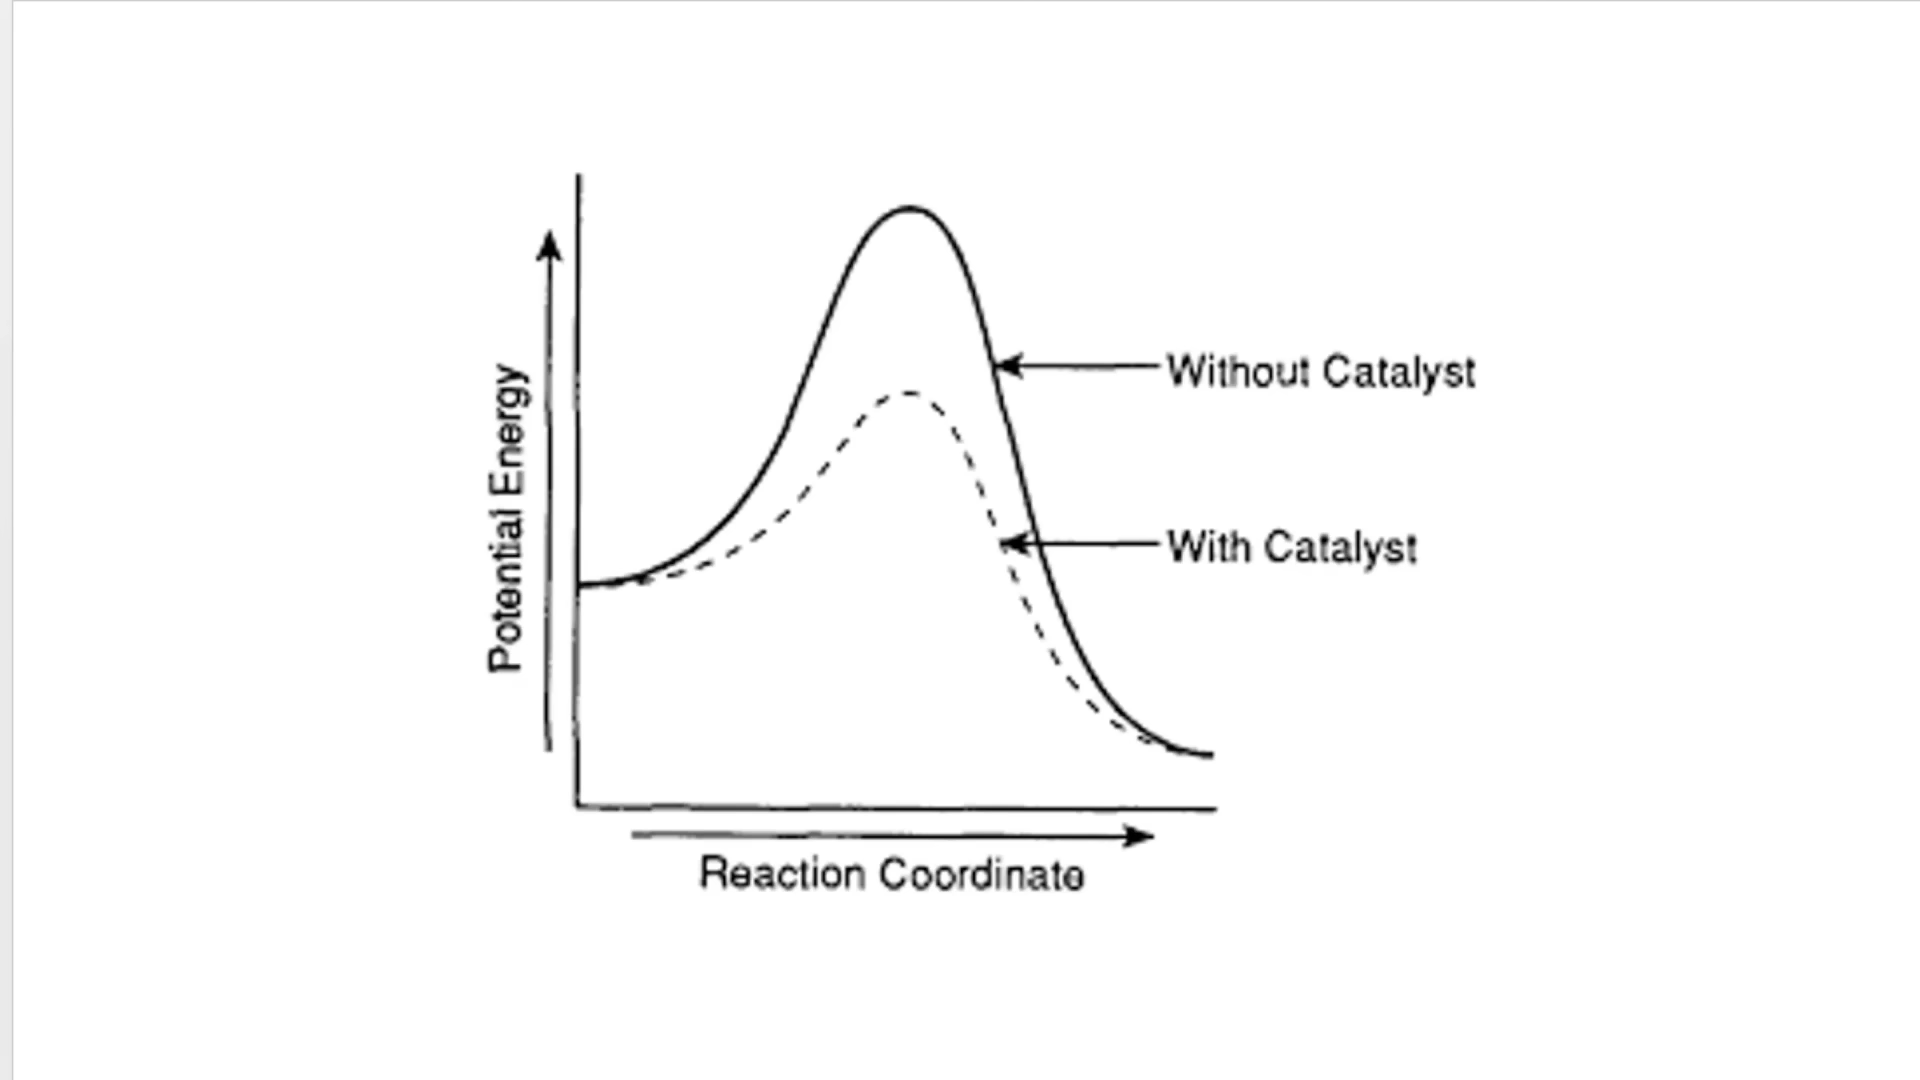 Potential Energy
Without Catalyst
With Catalyst
Reaction Coordinate